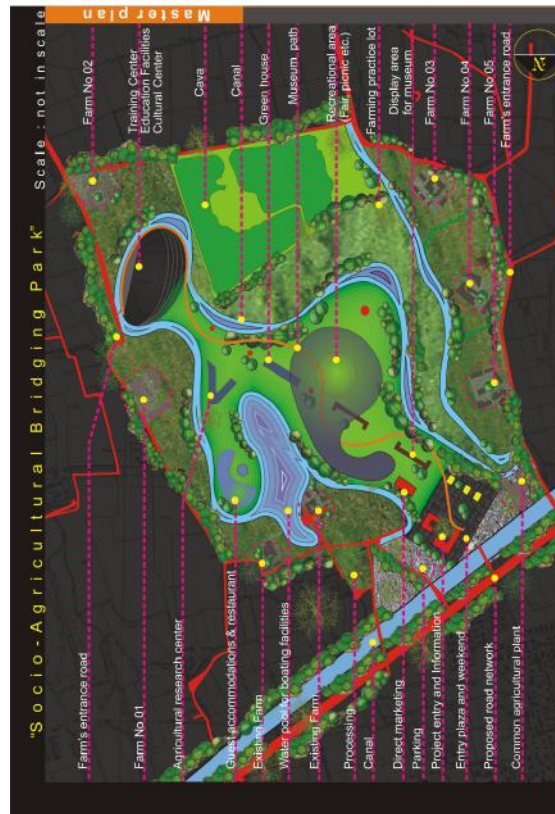 "Socio-Agricultural Bridging Park"
Scale : not in scale
Master plan
Farm No 02
Training Center
Education Facilities
Cultural Center
Cava
Canal
Green house
Museum. path
Recreational area
(Fair, picnic etc.)
Farming practice lot
Display area
for museum
Farm No 03
Farm No 04
Farm No 05
Farm's entrance road
N
Farm's entrance road
Farm No 01
Agricultural research center
Guest accommodations & restaurant
Existing Farm
Water pool for boating facilities
Existing Farm
Processing
Canal
Direct marketing
Parking
Project entry and Information
Entry plaza and weekend
Proposed road network
Common agricultural plant